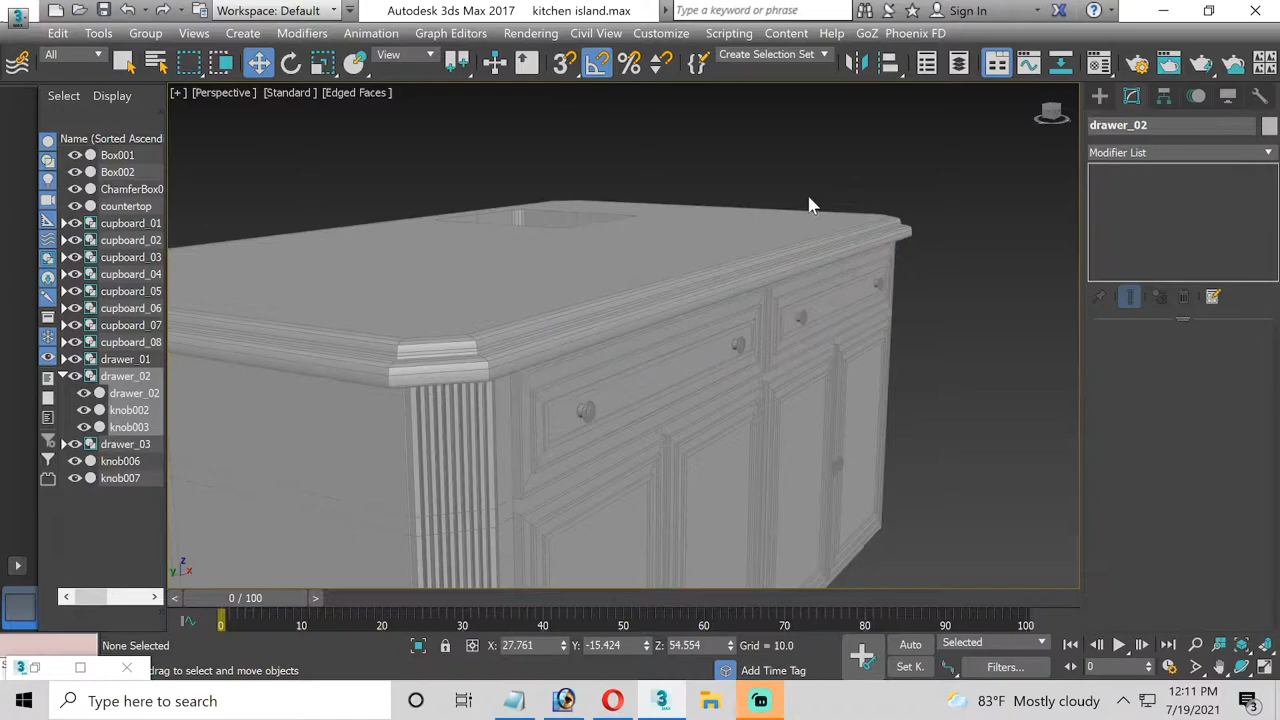 Workspace: Default
Autodesk 3ds Max 2017
kitchen island.max
Type a keyword or phrase
Sign In
Edit
Tools
Group
Views
Create
Modifiers
Animation
Graph Editors
Rendering
Civil View
Customize
Scripting
Content
Help
GoZ
Phoenix FD
All
View
Create Selection Set
Select
Display
[+] [Perspective] [Standard] [Edged Faces]
drawer_02
Modifier List
Name (Sorted Ascend
Box001
Box002
ChamferBox0
countertop
cupboard_01
cupboard_02
cupboard_03
cupboard_04
cupboard_05
cupboard_06
cupboard_07
cupboard_08
drawer_01
drawer_02
drawer_02
knob002
knob003
drawer_03
knob006
knob007
z
y
x
0 / 100
0
10
20
30
40
50
60
70
80
90
100
None Selected
X: 27.761
Y: -15.424
Z: 54.554
Grid = 10.0
Auto
Selected
drag to select and move objects
Add Time Tag
Set K.
Filters...
0
Type here to search
83°F Mostly cloudy
12:11 PM
7/19/2021
3